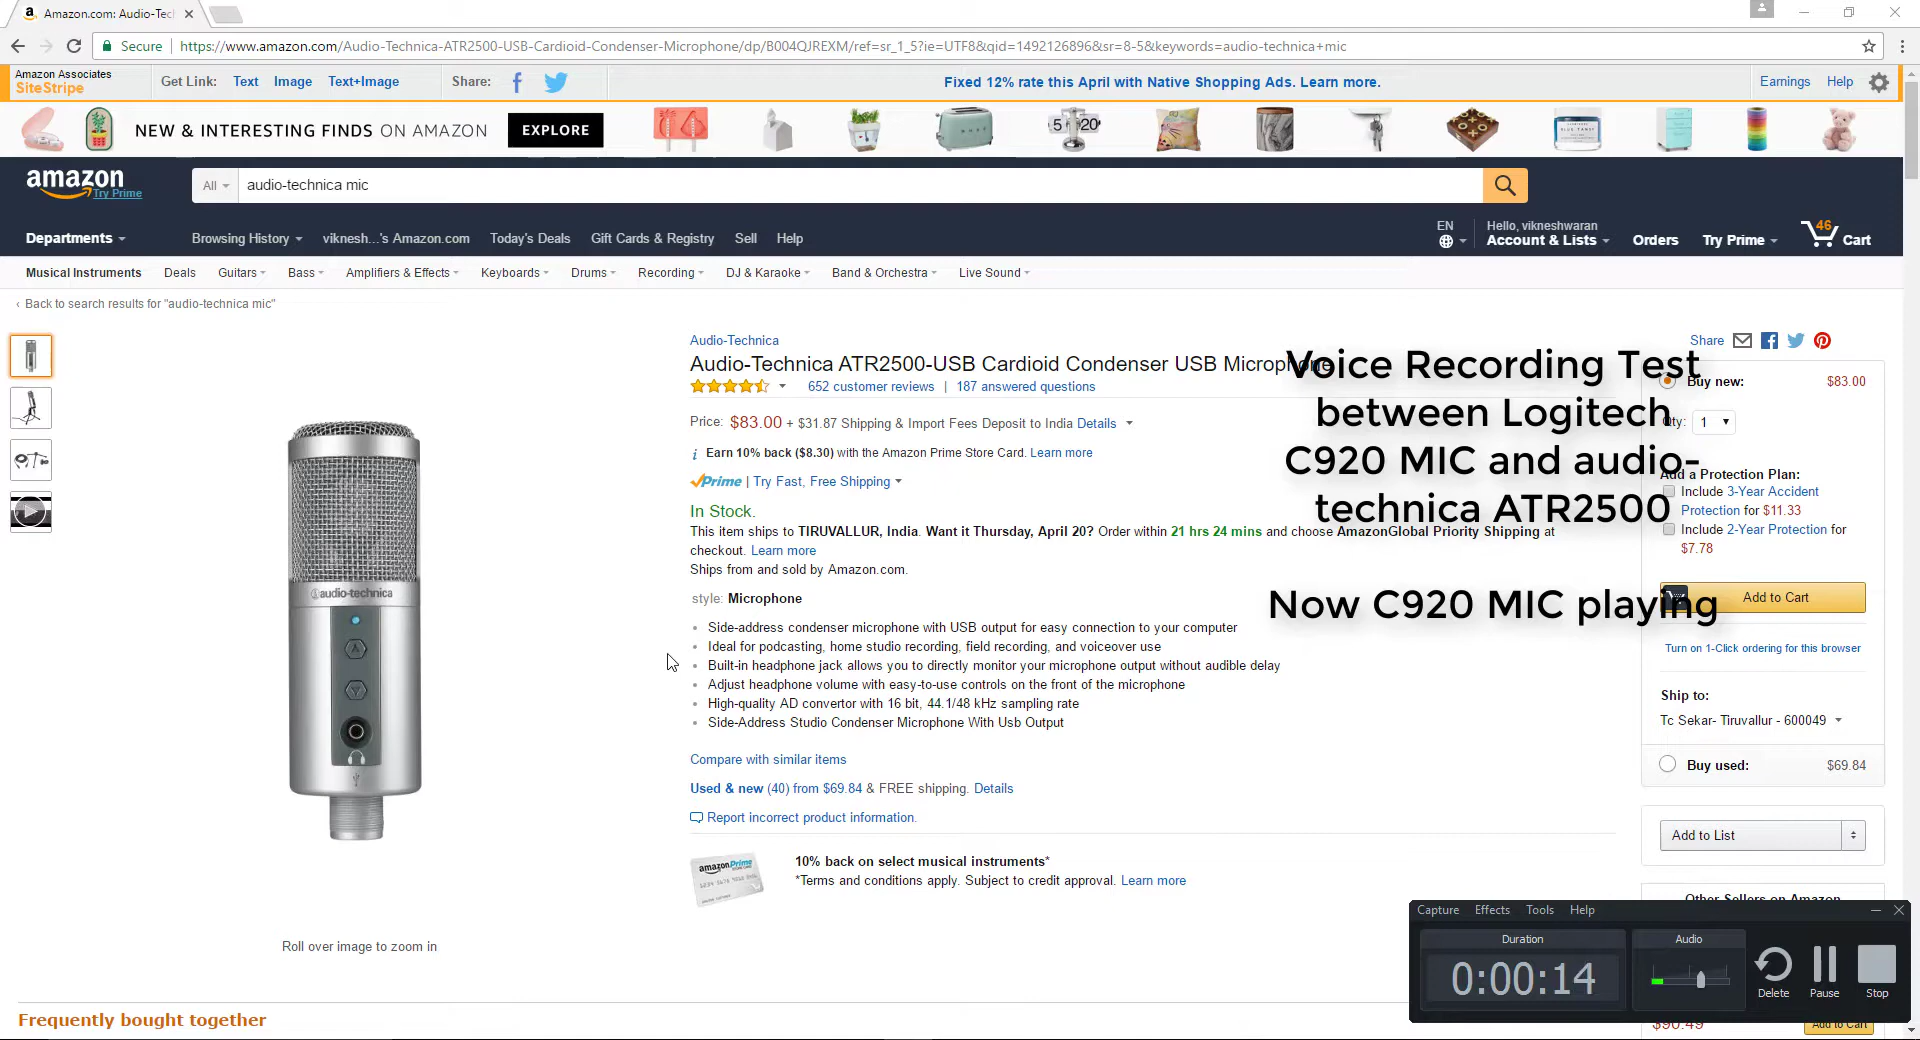 Amazon.com: Audio-Tec
Secure
https://www.amazon.com/Audio-Technica-ATR2500-USB-Cardioid-Condenser-Microphone/dp/B004QJREXM/ref=sr_1_5?ie=UTF8&qid=1492126896&sr=8-5&keywords=audio-technica+mic
Amazon Associates
SiteStripe
Get Link: Text Image Text+Image
Share:
Fixed 12% rate this April with Native Shopping Ads. Learn more.
Earnings Help
NEW & INTERESTING FINDS ON AMAZON
EXPLORE
5 20
amazon
Try Prime
All
audio-technica mic
Departments
Browsing History
viknesh...'s Amazon.com
Today's Deals
Gift Cards & Registry
Sell
Help
EN
Hello, vikneshwaran
Account & Lists
Orders
Try Prime
46
Cart
Musical Instruments Deals Guitars Bass Amplifiers & Effects Keyboards Drums Recording DJ & Karaoke Band & Orchestra Live Sound
‹ Back to search results for "audio-technica mic"
Audio-Technica
Audio-Technica ATR2500-USB Cardioid Condenser USB Microphone
652 customer reviews | 187 answered questions
Price: $83.00 + $31.87 Shipping & Import Fees Deposit to India Details
Earn 10% back ($8.30) with the Amazon Prime Store Card. Learn more
Prime | Try Fast, Free Shipping
In Stock.
This item ships to TIRUVALLUR, India. Want it Thursday, April 20? Order within 21 hrs 24 mins and choose AmazonGlobal Priority Shipping at
checkout. Learn more
Ships from and sold by Amazon.com.
style: Microphone
Side-address condenser microphone with USB output for easy connection to your computer
Ideal for podcasting, home studio recording, field recording, and voiceover use
Built-in headphone jack allows you to directly monitor your microphone output without audible delay
Adjust headphone volume with easy-to-use controls on the front of the microphone
High-quality AD convertor with 16 bit, 44.1/48 kHz sampling rate
Side-Address Studio Condenser Microphone With Usb Output
Compare with similar items
Used & new (40) from $69.84 & FREE shipping. Details
Report incorrect product information.
amazonPrime
10% back on select musical instruments*
*Terms and conditions apply. Subject to credit approval. Learn more
audio-technica
Roll over image to zoom in
Frequently bought together
Voice Recording Test
between Logitech
C920 MIC and audio-
technica ATR2500
Now C920 MIC playing
Share
Buy new: $83.00
Qty: 1
Add a Protection Plan:
Include 3-Year Accident
Protection for $11.33
Include 2-Year Protection for
$7.78
Add to Cart
Turn on 1-Click ordering for this browser
Ship to:
Tc Sekar- Tiruvallur - 600049
Buy used: $69.84
Add to List
Other Sellers on Amazon
Capture Effects Tools Help
Duration
0:00:14
Audio
Delete
Pause
Stop
$90.49
Add to Cart